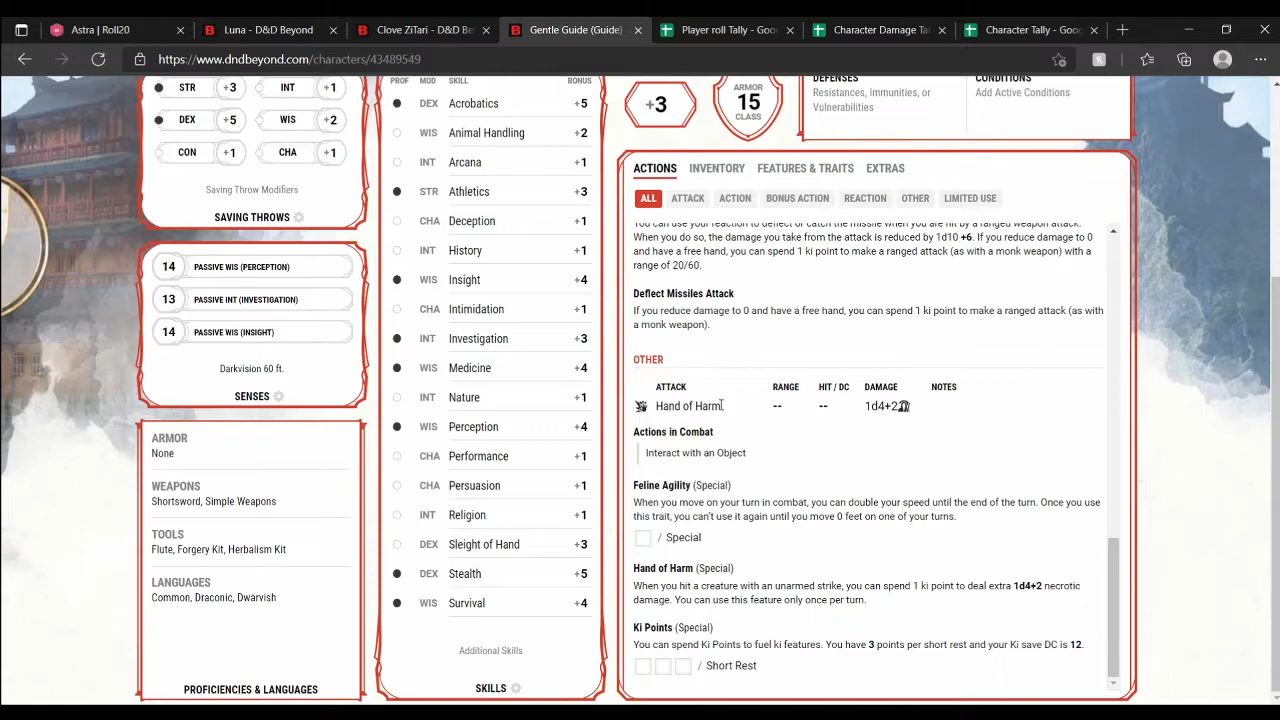 Astra | Roll20
Luna - D&D Beyond
Clove ZiTari - D&D Be
Gentle Guide (Guide)
Player roll Tally - Goo
Character Damage Ta
Character Tally - Goo
https://www.dndbeyond.com/characters/43489549
STR +3 INT +1
DEX +5 WIS +2
CON +1 CHA +1
Saving Throw Modifiers
SAVING THROWS
14 PASSIVE WIS (PERCEPTION)
13 PASSIVE INT (INVESTIGATION)
14 PASSIVE WIS (INSIGHT)
Darkvision 60 ft.
SENSES
ARMOR
None
WEAPONS
Shortsword, Simple Weapons
TOOLS
Flute, Forgery Kit, Herbalism Kit
LANGUAGES
Common, Draconic, Dwarvish
PROFICIENCIES & LANGUAGES
PROF MOD SKILL BONUS
DEX Acrobatics +5
WIS Animal Handling +2
INT Arcana +1
STR Athletics +3
CHA Deception +1
INT History +1
WIS Insight +4
CHA Intimidation +1
INT Investigation +3
WIS Medicine +4
INT Nature +1
WIS Perception +4
CHA Performance +1
CHA Persuasion +1
INT Religion +1
DEX Sleight of Hand +3
DEX Stealth +5
WIS Survival +4
Additional Skills
SKILLS
+3
ARMOR
15
CLASS
DEFENSES
Resistances, Immunities, or
Vulnerabilities
CONDITIONS
Add Active Conditions
ACTIONS INVENTORY FEATURES & TRAITS EXTRAS
ALL ATTACK ACTION BONUS ACTION REACTION OTHER LIMITED USE
You can use your reaction to deflect or catch the missile when you are hit by a ranged weapon attack.
When you do so, the damage you take from the attack is reduced by 1d10 +6. If you reduce damage to 0
and have a free hand, you can spend 1 ki point to make a ranged attack (as with a monk weapon) with a
range of 20/60.
Deflect Missiles Attack
If you reduce damage to 0 and have a free hand, you can spend 1 ki point to make a ranged attack (as with
a monk weapon).
OTHER
ATTACK RANGE HIT / DC DAMAGE NOTES
Hand of Harm -- -- 1d4+2
Actions in Combat
Interact with an Object
Feline Agility (Special)
When you move on your turn in combat, you can double your speed until the end of the turn. Once you use
this trait, you can't use it again until you move 0 feet on one of your turns.
/ Special
Hand of Harm (Special)
When you hit a creature with an unarmed strike, you can spend 1 ki point to deal extra 1d4+2 necrotic
damage. You can use this feature only once per turn.
Ki Points (Special)
You can spend Ki Points to fuel ki features. You have 3 points per short rest and your Ki save DC is 12.
/ Short Rest